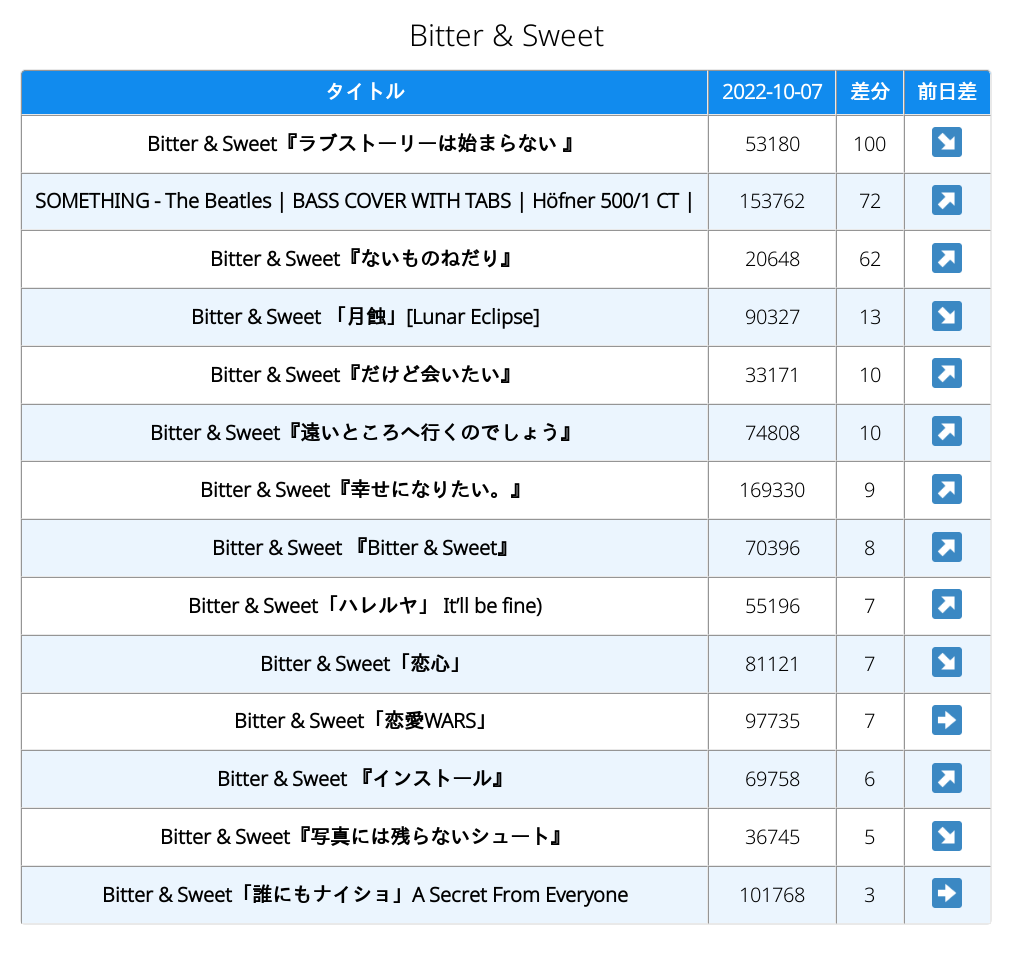 Bitter & Sweet
タイトル 2022-10-07 差分 前日差
Bitter & Sweet『ラブストーリーは始まらない 』 53180 100 ↘
SOMETHING - The Beatles | BASS COVER WITH TABS | Höfner 500/1 CT | 153762 72 ↗
Bitter & Sweet『ないものねだり』 20648 62 ↗
Bitter & Sweet 「月蝕」[Lunar Eclipse] 90327 13 ↘
Bitter & Sweet『だけど会いたい』 33171 10 ↗
Bitter & Sweet『遠いところへ行くのでしょう』 74808 10 ↗
Bitter & Sweet『幸せになりたい。』 169330 9 ↗
Bitter & Sweet 『Bitter & Sweet』 70396 8 ↗
Bitter & Sweet「ハレルヤ」 It’ll be fine) 55196 7 ↗
Bitter & Sweet「恋心」 81121 7 ↘
Bitter & Sweet「恋愛WARS」 97735 7 →
Bitter & Sweet 『インストール』 69758 6 ↗
Bitter & Sweet『写真には残らないシュート』 36745 5 ↘
Bitter & Sweet「誰にもナイショ」A Secret From Everyone 101768 3 →